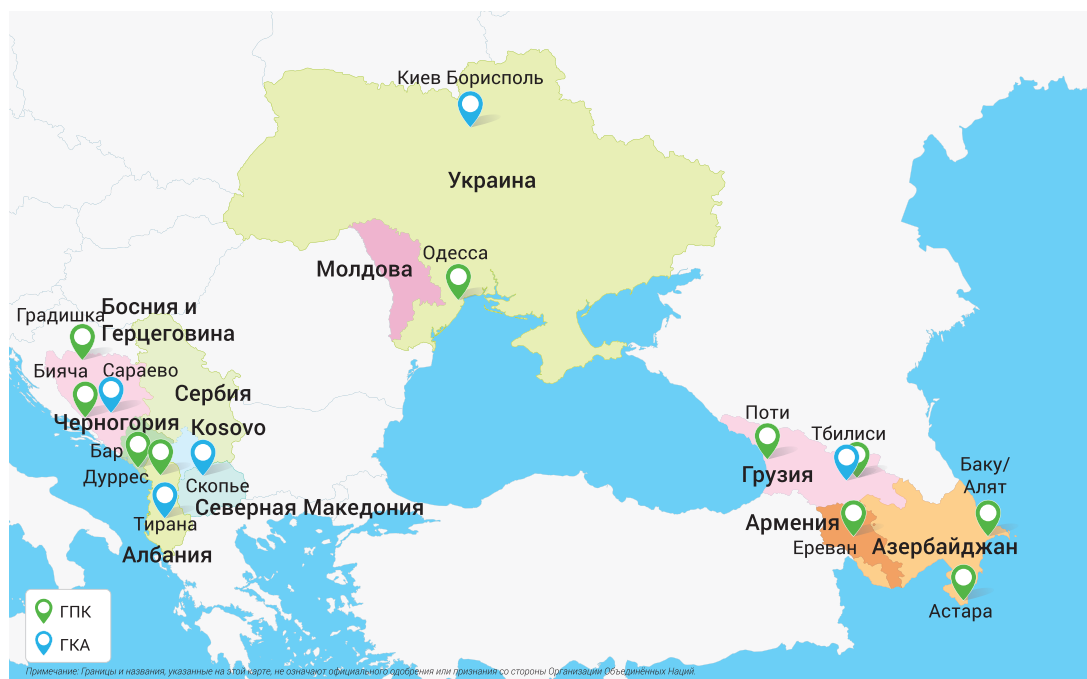 Киев Борисполь
Украина
Одесса
Молдова
Босния и
Герцеговина
Градишка
Бияча
Сараево
Сербия
Черногория
Kosovo
Бар
Дуррес
Скопье
Северная Македония
Тирана
Албания
Поти
Тбилиси
Грузия
Баку/
Алят
Армения
Ереван
Азербайджан
Астара
ГПК
ГКА
Примечание: Границы и названия, указанные на этой карте, не означают официального одобрения или признания со стороны Организации Объединённых Наций.